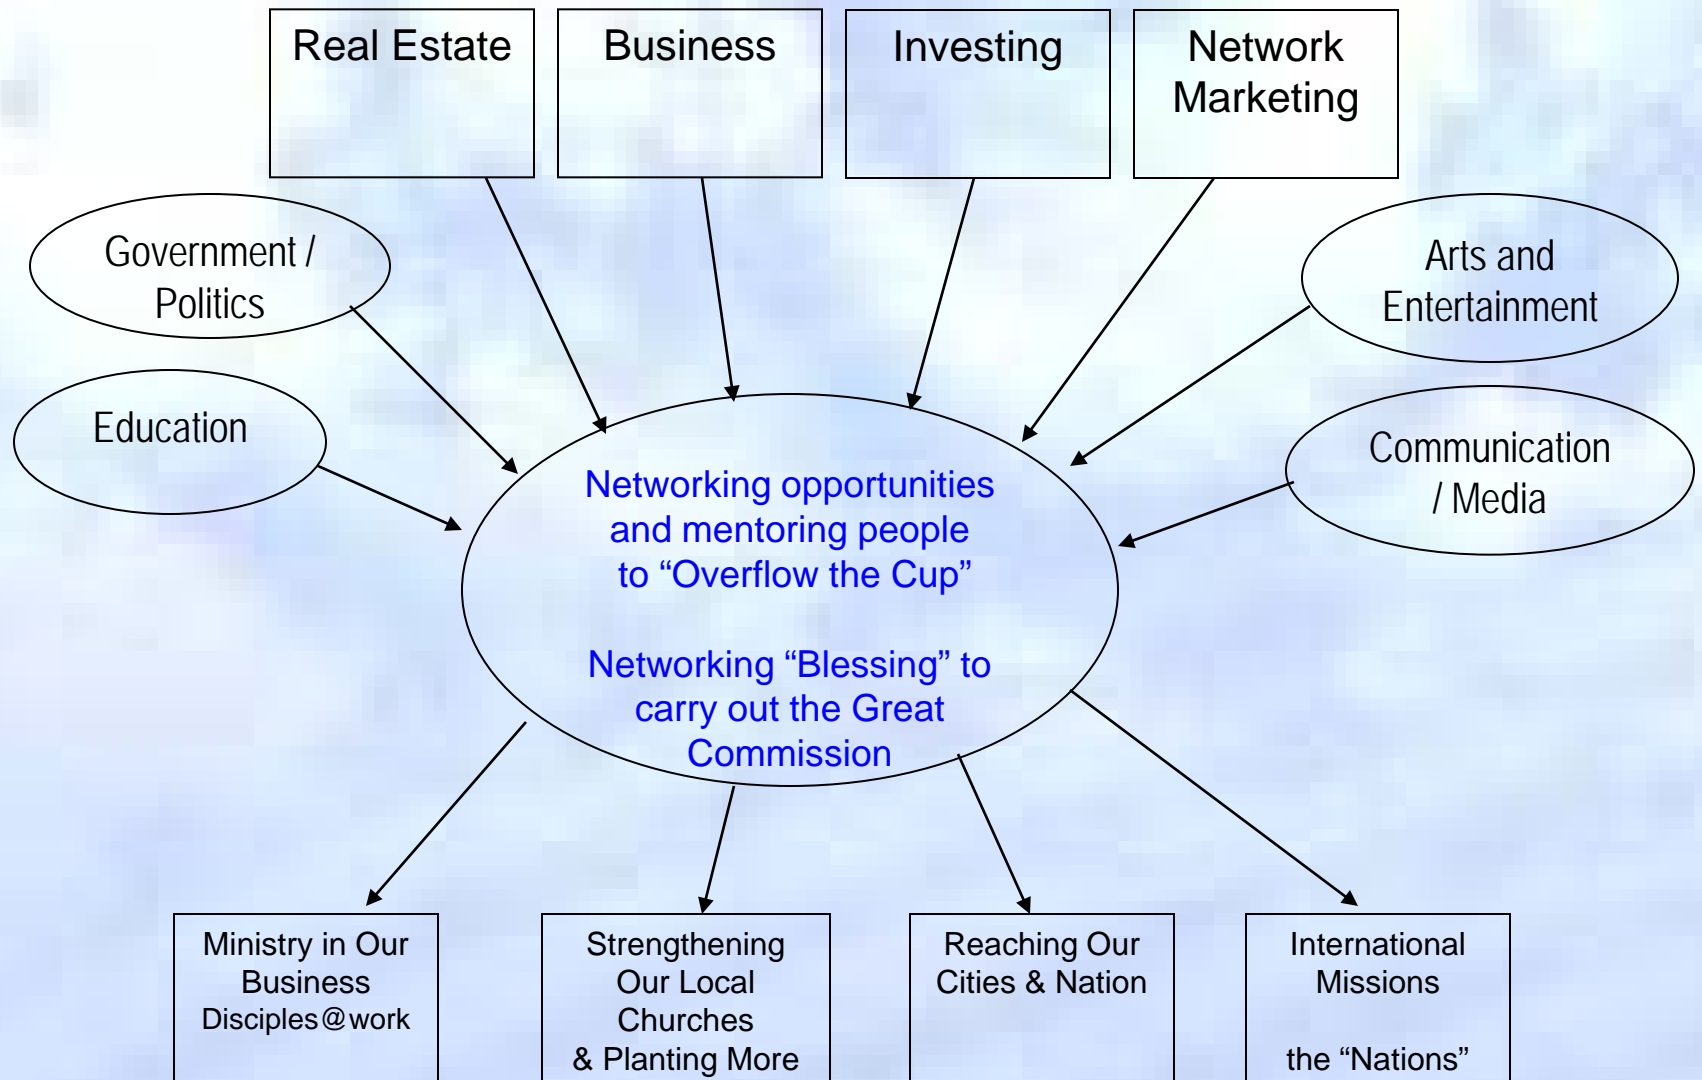 Real Estate
Business
Investing
Network
Marketing
Government /
Politics
Arts and
Entertainment
Education
Communication
/ Media
Networking opportunities
and mentoring people
to “Overflow the Cup”
Networking “Blessing” to
carry out the Great
Commission
Ministry in Our
Business
Disciples@work
Strengthening
Our Local
Churches
& Planting More
Reaching Our
Cities & Nation
International
Missions
the “Nations”